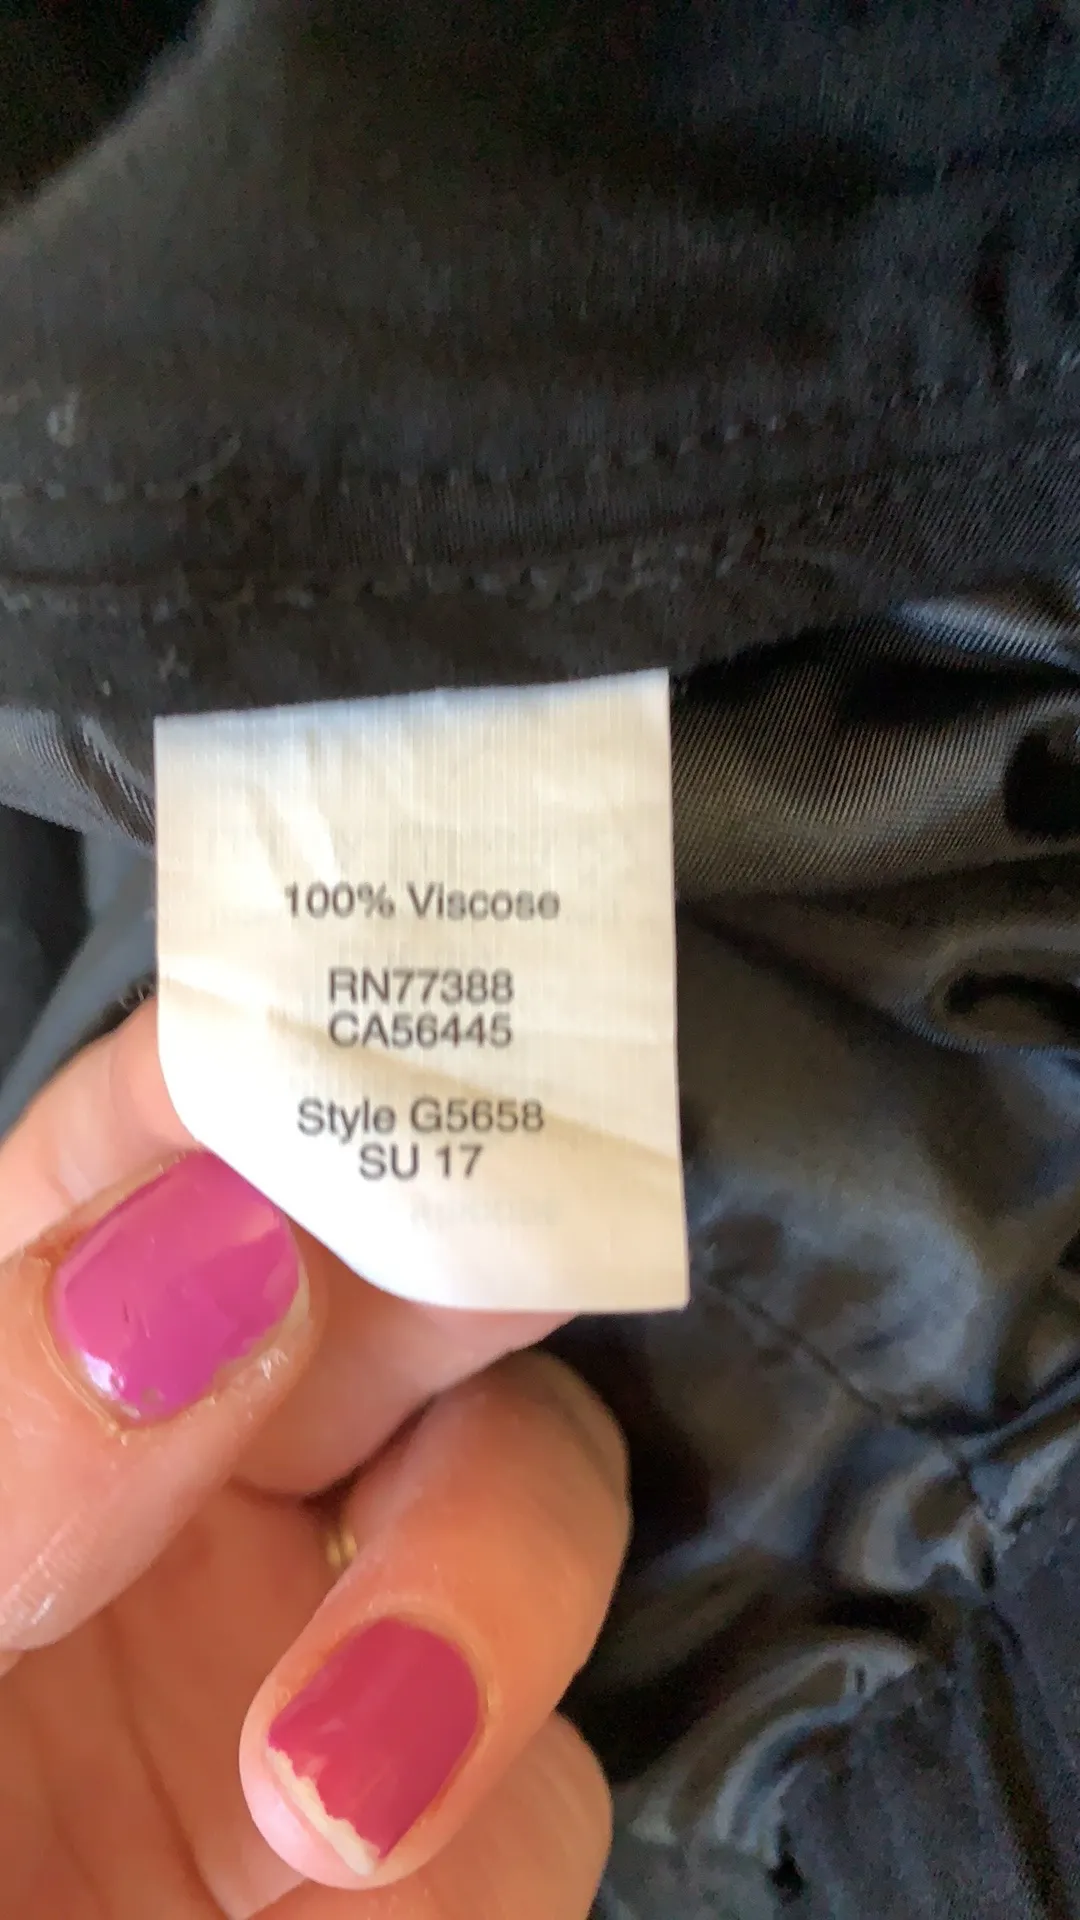 100% Viscose
RN77388
CA56445
Style G5658
SU 17